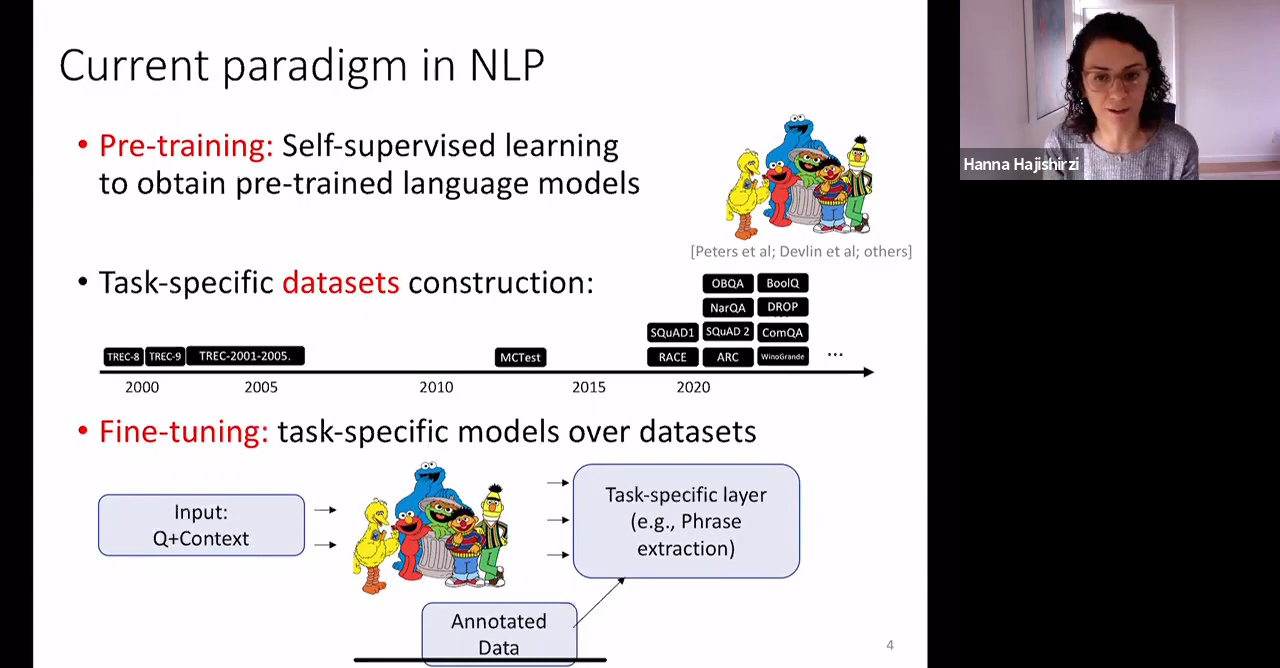 Current paradigm in NLP
• Pre-training: Self-supervised learning
to obtain pre-trained language models
[Peters et al; Devlin et al; others]
Hanna Hajishirzi
• Task-specific datasets construction:
OBQA BoolQ
NarQA DROP
SQuAD1 SQuAD 2 ComQA
TREC-8 TREC-9 TREC-2001-2005. MCTest RACE ARC WinoGrande ...
2000 2005 2010 2015 2020
• Fine-tuning: task-specific models over datasets
Input:
Q+Context
Task-specific layer
(e.g., Phrase
extraction)
Annotated
Data
4